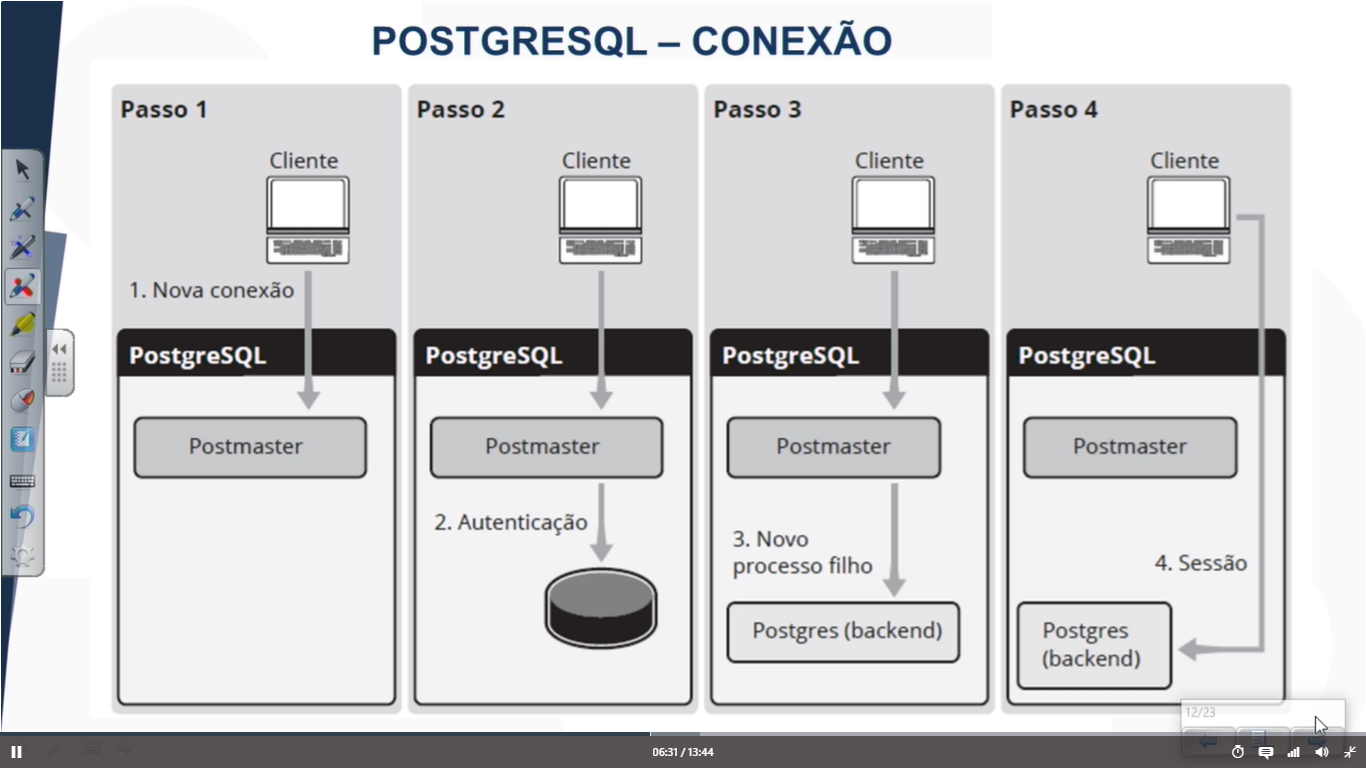 POSTGRESQL – CONEXÃO
Passo 1
Cliente
1. Nova conexão
PostgreSQL
Postmaster
Passo 2
Cliente
PostgreSQL
Postmaster
2. Autenticação
Passo 3
Cliente
PostgreSQL
Postmaster
3. Novo
processo filho
Postgres (backend)
Passo 4
Cliente
PostgreSQL
Postmaster
4. Sessão
Postgres
(backend)
12/23
06:31 / 13:44